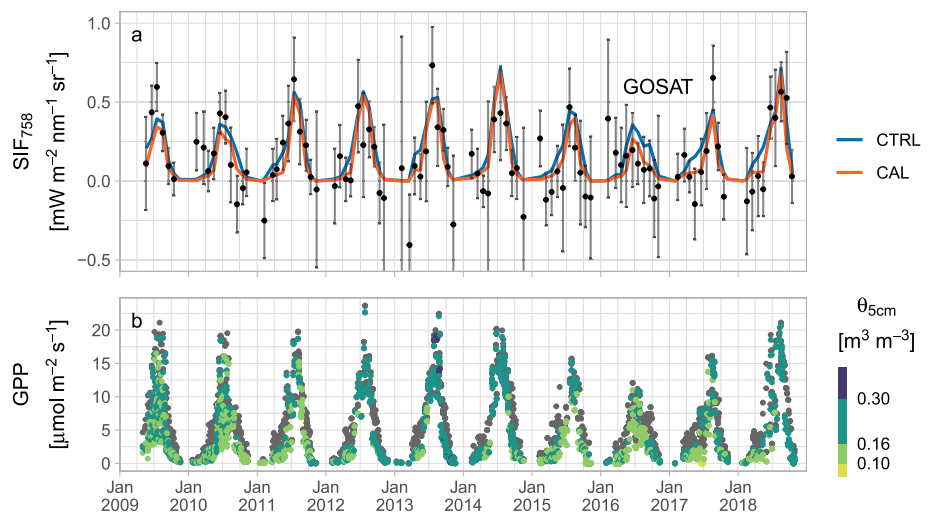 a
1.0
0.5
0.0
−0.5
SIF758
[mW m−2 nm−1 sr−1]
GOSAT
CTRL
CAL
b
20
15
10
5
0
GPP
[μmol m−2 s−1]
θ5cm
[m3 m−3]
0.30
0.16
0.10
Jan Jan Jan Jan Jan Jan Jan Jan Jan Jan
2009 2010 2011 2012 2013 2014 2015 2016 2017 2018